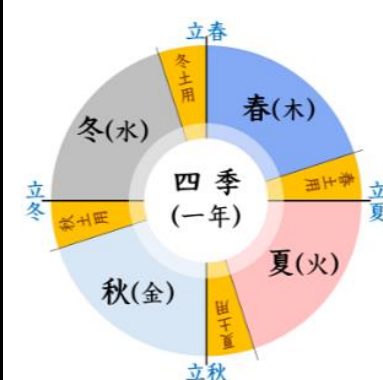 立春
冬土用
冬(水)
春(木)
春土用
四季
(一年)
立冬
立夏
秋土用
夏(火)
秋(金)
夏土用
立秋